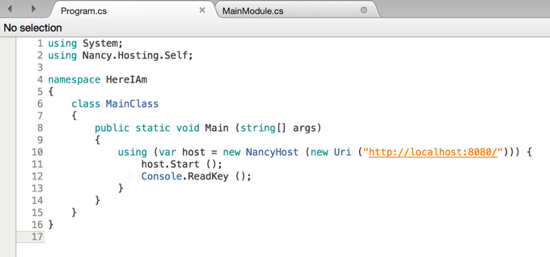 Program.cs
MainModule.cs
No selection
1 using System;
2 using Nancy.Hosting.Self;
3
4 namespace HereIAm
5 {
6     class MainClass
7     {
8         public static void Main (string[] args)
9         {
10             using (var host = new NancyHost (new Uri ("http://localhost:8080/"))) {
11                 host.Start ();
12                 Console.ReadKey ();
13             }
14         }
15     }
16 }
17